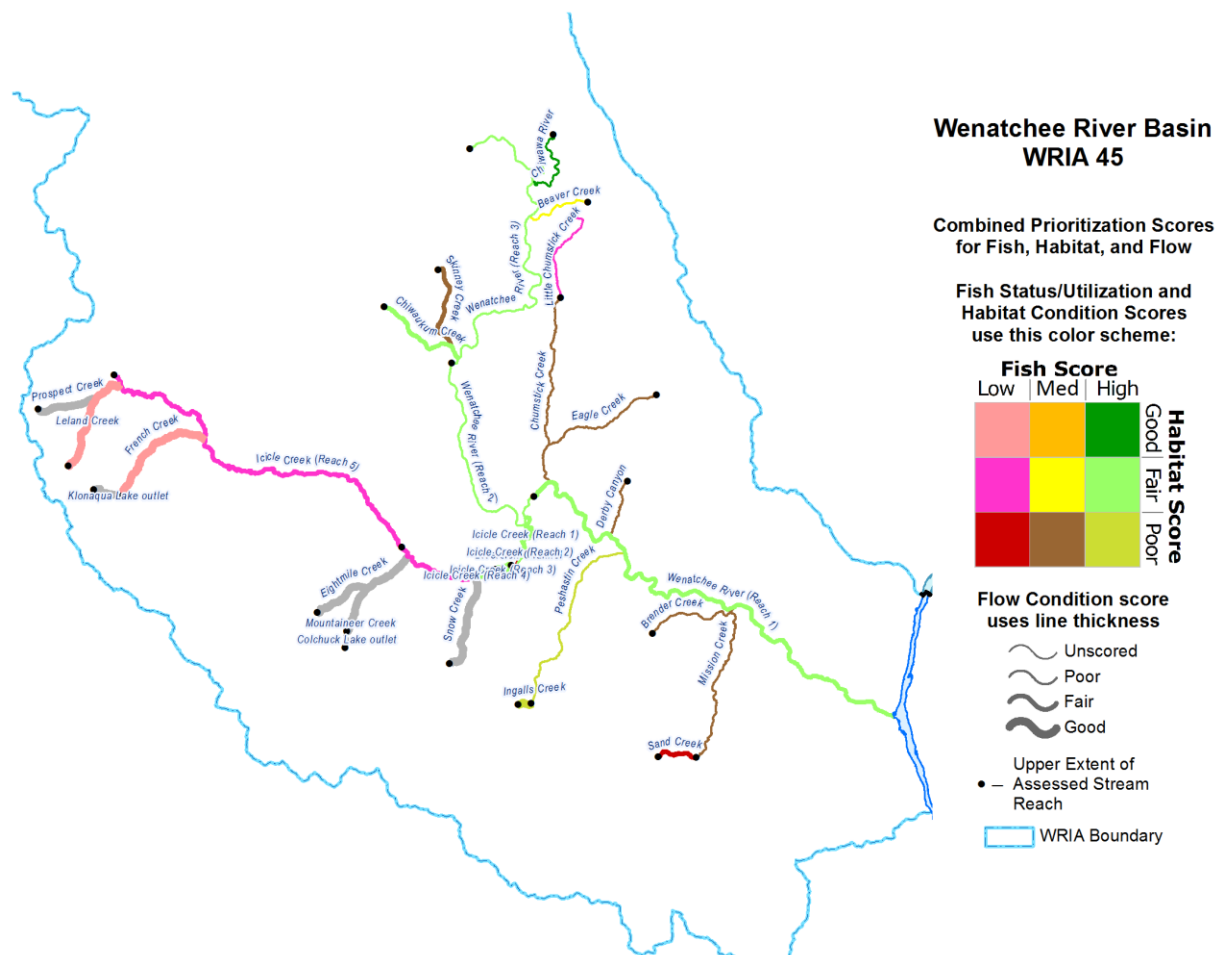 Wenatchee River Basin
WRIA 45
Combined Prioritization Scores
for Fish, Habitat, and Flow
Fish Status/Utilization and
Habitat Condition Scores
use this color scheme:
Fish Score
Low | Med | High
Good | Fair | Poor
Habitat Score
Flow Condition score
uses line thickness
Unscored
Poor
Fair
Good
Upper Extent of
Assessed Stream
Reach
WRIA Boundary
Chiwawa River
Beaver Creek
Little Chumstick Creek
Wenatchee River (Reach 3)
Skinney Creek
Chiwaukum Creek
Prospect Creek
Leland Creek
French Creek
Klonaqua Lake outlet
Icicle Creek (Reach 5)
Wenatchee River (Reach 2)
Chumstick Creek
Eagle Creek
Derby Canyon
Icicle Creek (Reach 1)
Icicle Creek (Reach 2)
Icicle Creek (Reach 3)
Icicle Creek (Reach 4)
Eightmile Creek
Mountaineer Creek
Colchuck Lake outlet
Snow Creek
Peshastin Creek
Wenatchee River (Reach 1)
Brender Creek
Mission Creek
Ingalls Creek
Sand Creek